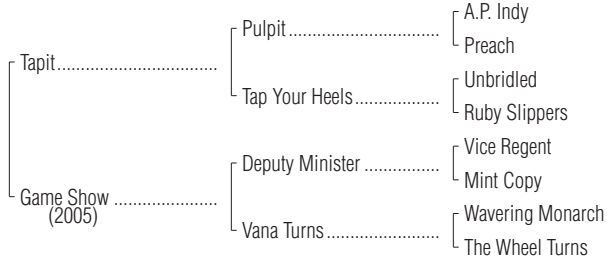 A.P. Indy
Pulpit
Preach
Tapit
Unbridled
Tap Your Heels
Ruby Slippers
Vice Regent
Deputy Minister
Mint Copy
Game Show
(2005)
Wavering Monarch
Vana Turns
The Wheel Turns